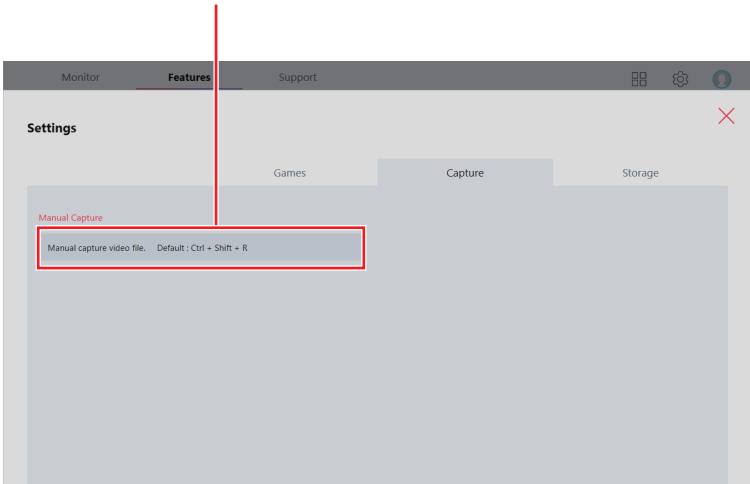 Monitor Features Support
Settings
Games Capture Storage
Manual Capture
Manual capture video file. Default : Ctrl + Shift + R